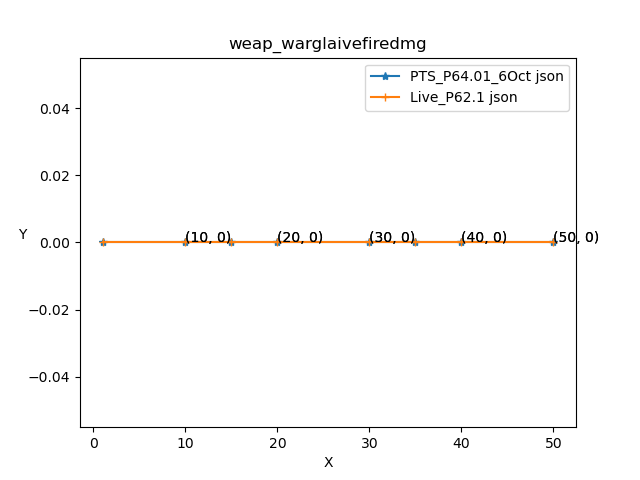 weap_warglaivefiredmg
PTS_P64.01_6Oct json
Live_P62.1 json
0.04
0.02
0.00
−0.02
−0.04
Y
(10, 0) (20, 0) (30, 0) (40, 0) (50, 0)
0 10 20 30 40 50
X